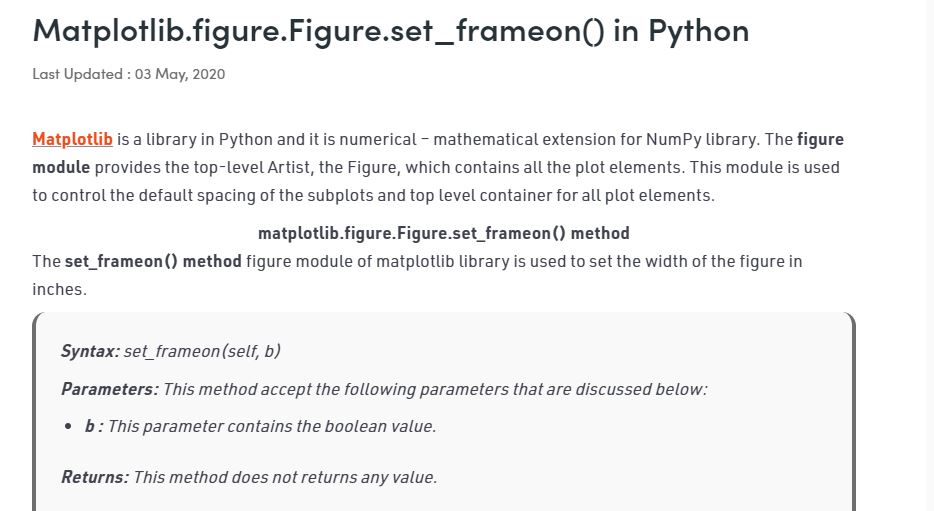 Matplotlib.figure.Figure.set_frameon() in Python
Last Updated : 03 May, 2020
Matplotlib is a library in Python and it is numerical – mathematical extension for NumPy library. The figure
module provides the top-level Artist, the Figure, which contains all the plot elements. This module is used
to control the default spacing of the subplots and top level container for all plot elements.
matplotlib.figure.Figure.set_frameon() method
The set_frameon() method figure module of matplotlib library is used to set the width of the figure in
inches.
Syntax: set_frameon(self, b)
Parameters: This method accept the following parameters that are discussed below:
• b : This parameter contains the boolean value.
Returns: This method does not returns any value.